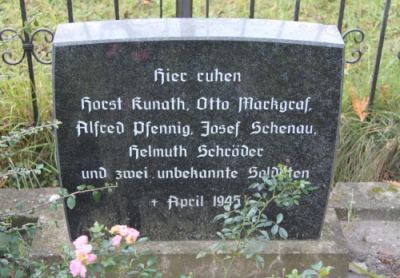 Hier ruhen
Horst Kunath, Otto Markgraf,
Alfred Pfennig, Josef Schenau,
Helmuth Schröder
und zwei unbekannte Soldaten
+ April 1945